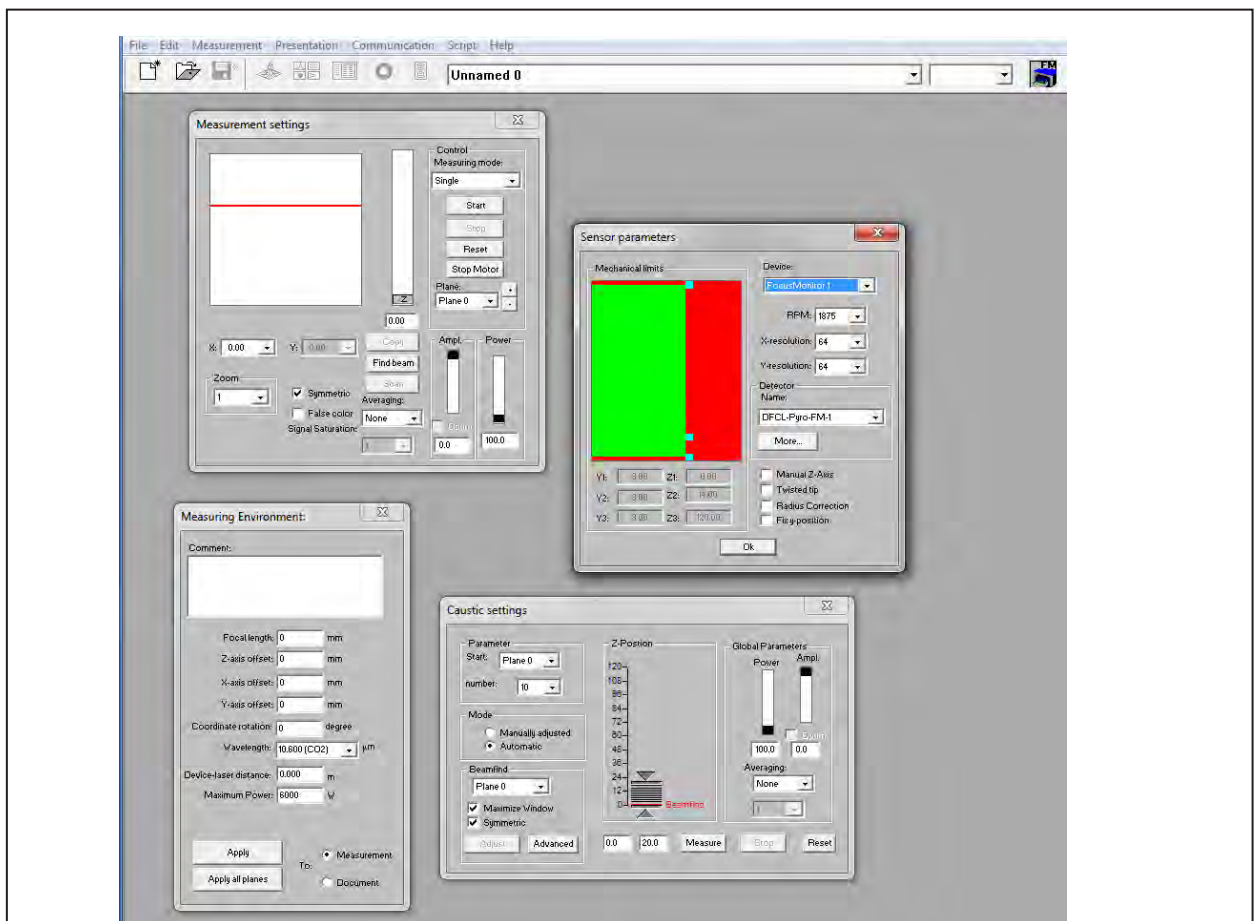 File Edit Measurement Presentation Communication Script Help
Unnamed 0
FM
Measurement settings
Control
Measuring mode:
Single
Start
Stop
Reset
Stop Motor
Plane:
Plane 0
+
-
Z
0.00
X: 0.00 Y: 0.00
Copy
Find beam
Scan
Zoom
1
Symmetric
False color
Signal Saturation:
Averaging:
None
1
Ampl. Power
0.0 100.0
Sensor parameters
Mechanical limits
Y1: Z1: 0.00
Y2: Z2:
Y3: Z3: 120.00
Device:
FocusMonitor1
RPM: 1875
X-resolution: 64
Y-resolution: 64
Detector
Name:
DFCL-Pyro-FM-1
More...
Manual Z-Axis
Twisted tip
Radius Correction
Fix y-position
Ok
Measuring Environment:
Comment:
Focal length: 0 mm
Z-axis offset: 0 mm
X-axis offset: 0 mm
Y-axis offset: 0 mm
Coordinate rotation: 0 degree
Wavelength: 10.600 (CO2) µm
Device-laser distance: 0.000 m
Maximum Power: 6000 W
Apply
Apply all planes
To:
Measurement
Document
Caustic settings
Parameter
Start: Plane 0
number: 10
Mode
Manually adjusted
Automatic
Beamfind
Plane 0
Maximize Window
Symmetric
Adjust Advanced
Z-Postion
120
108
96
84
72
60
48
36
24
12
0
Beamfind
0.0 20.0 Measure Stop Reset
Global Parameters
Power Ampl.
100.0 0.0
Averaging:
None
1